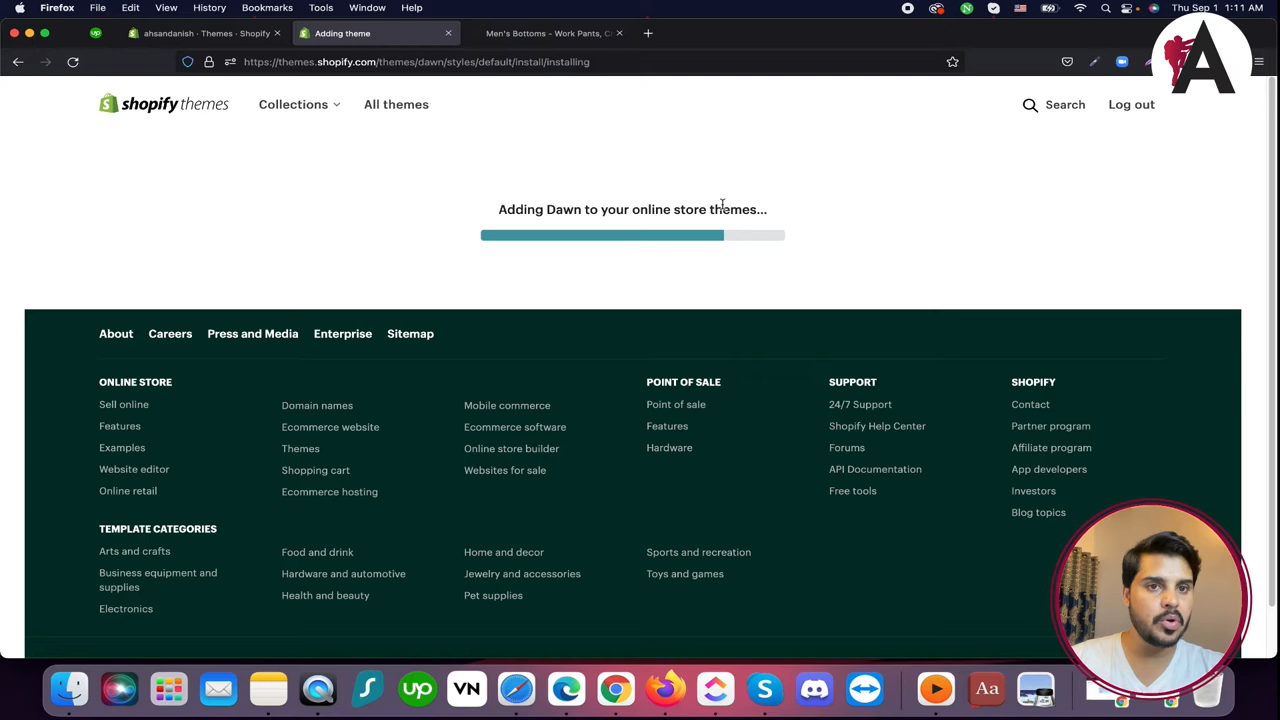 Firefox File Edit View History Bookmarks Tools Window Help Sun 5 Jun 1:11 AM
ahsandanish · Themes · Shopify × Adding theme × Men's Bottoms – Work Pants, C × +
https://themes.shopify.com/themes/dawn/styles/default/install/installing
A
shopify themes Collections All themes Search Log out
Adding Dawn to your online store themes...
About Careers Press and Media Enterprise Sitemap
ONLINE STORE
Sell online
Features
Examples
Website editor
Online retail
Domain names
Ecommerce website
Themes
Shopping cart
Ecommerce hosting
Mobile commerce
Ecommerce software
Online store builder
Websites for sale
POINT OF SALE
Point of sale
Features
Hardware
SUPPORT
24/7 Support
Shopify Help Center
Forums
API Documentation
Free tools
SHOPIFY
Contact
Partner program
Affiliate program
App developers
Investors
Blog topics
TEMPLATE CATEGORIES
Arts and crafts
Business equipment and
supplies
Electronics
Food and drink
Hardware and automotive
Health and beauty
Home and decor
Jewelry and accessories
Pet supplies
Sports and recreation
Toys and games
up VN S Aa